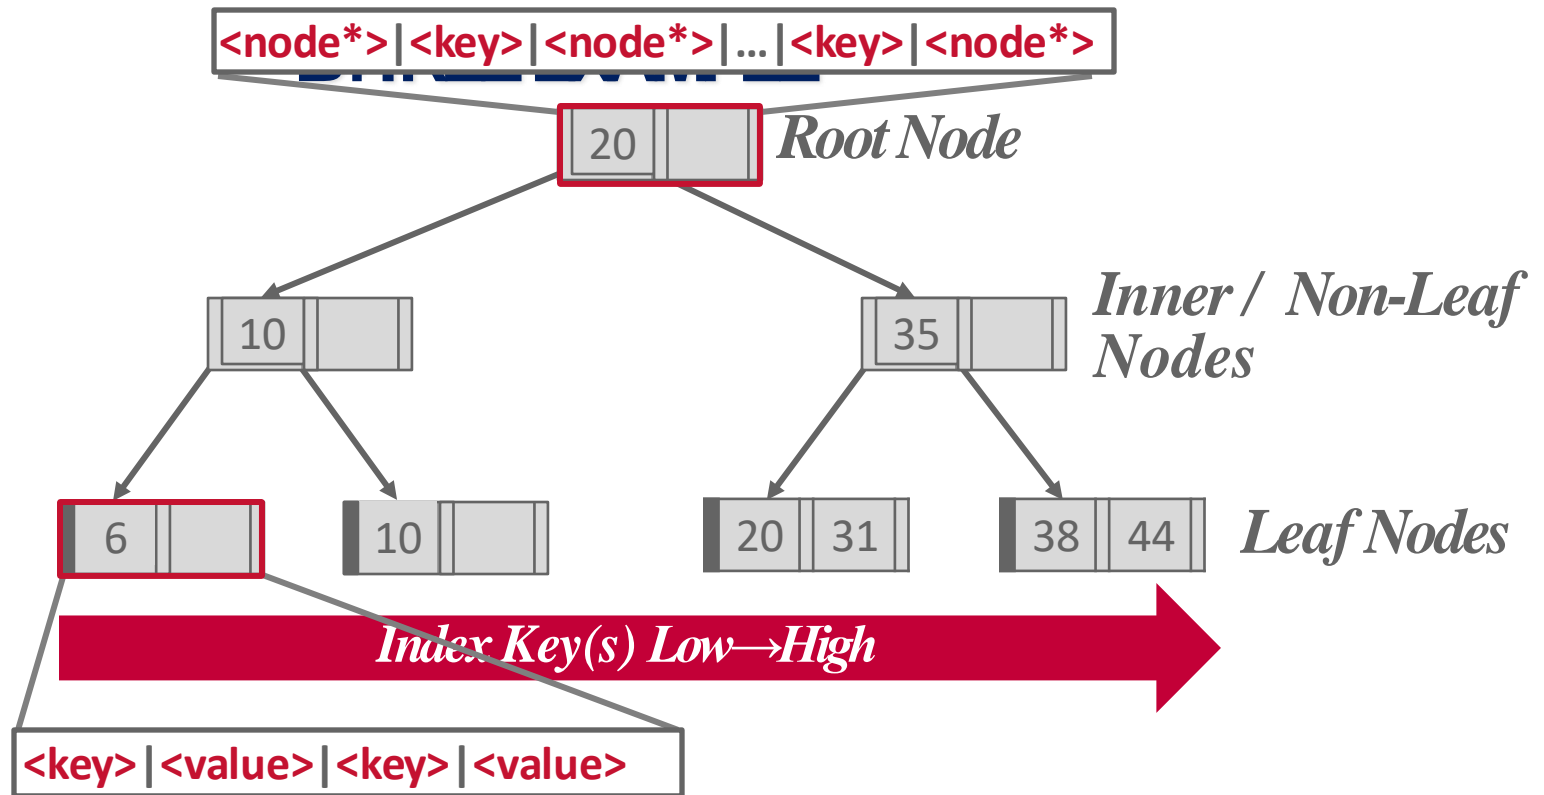 <node*>|<key>|<node*>|…|<key>|<node*>
20
Root Node
10
35
Inner / Non-Leaf
Nodes
6
10
20 31
38 44
Leaf Nodes
Index Key(s) Low→High
<key>|<value>|<key>|<value>